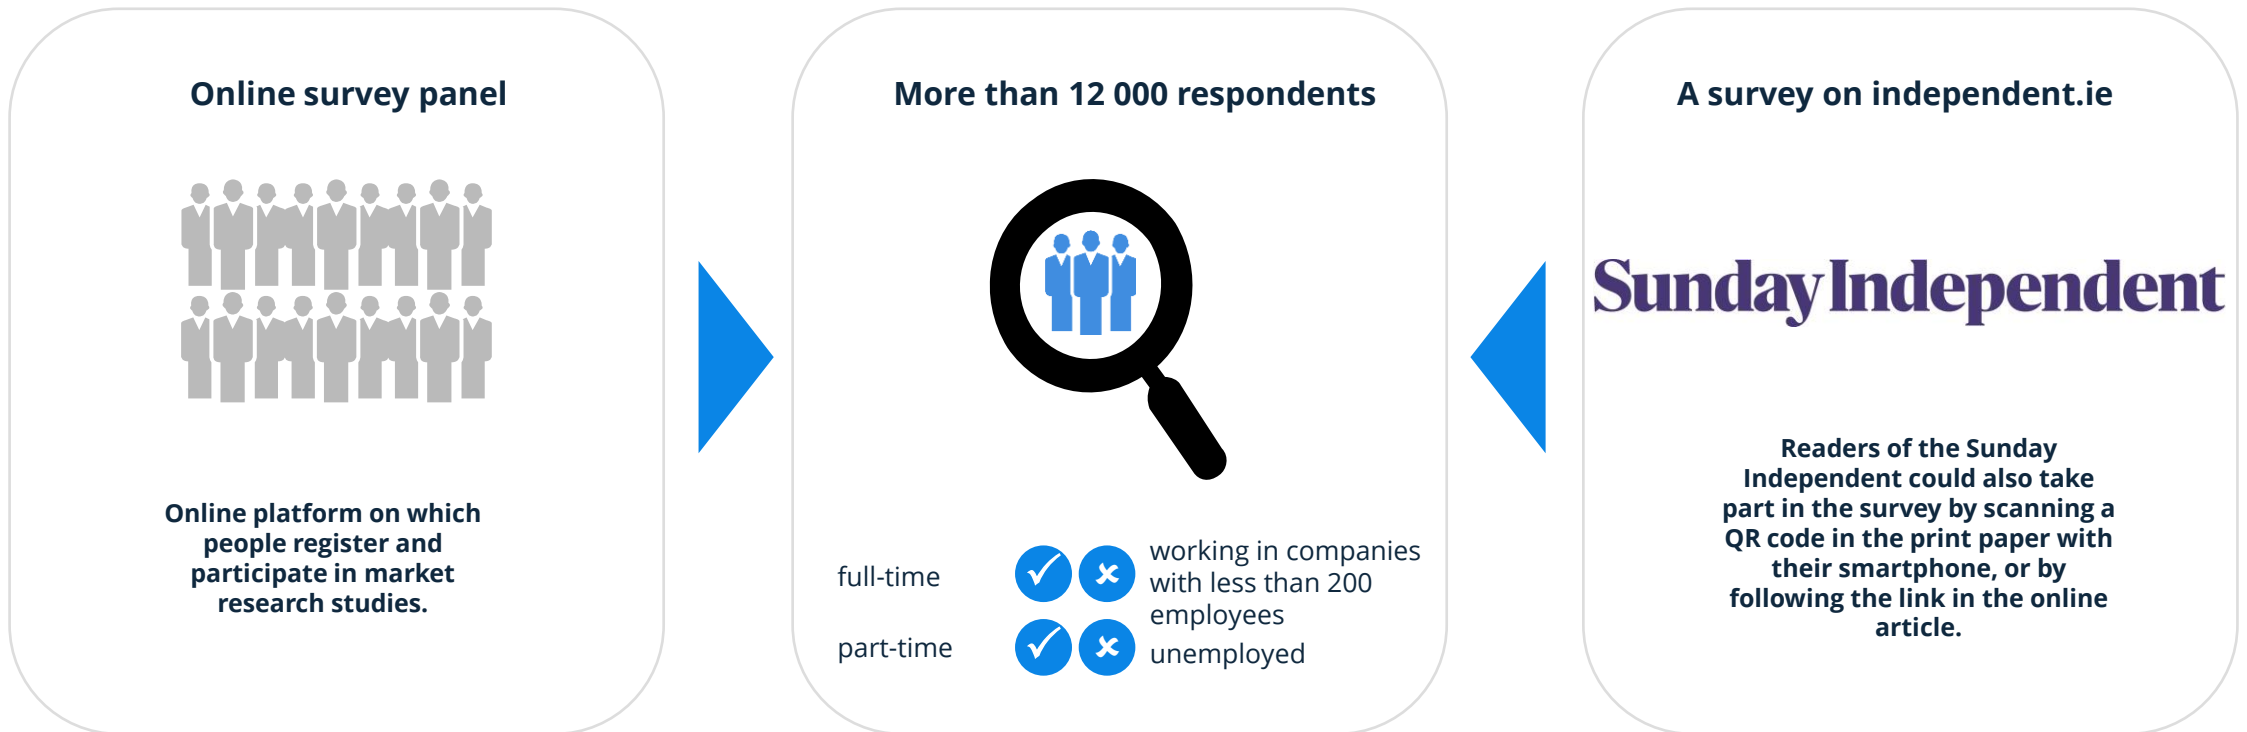 Online survey panel
Online platform on which
people register and
participate in market
research studies.
More than 12 000 respondents
full-time
working in companies
with less than 200
employees
part-time
unemployed
A survey on independent.ie
Sunday Independent
Readers of the Sunday
Independent could also take
part in the survey by scanning a
QR code in the print paper with
their smartphone, or by
following the link in the online
article.